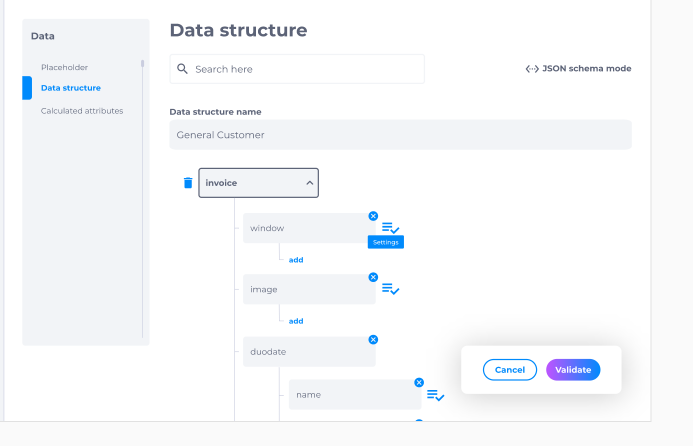 Data
Placeholder
Data structure
Calculated attributes
Data structure
Search here
JSON schema mode
Data structure name
General Customer
invoice
window
Settings
add
image
add
duodate
name
Cancel
Validate